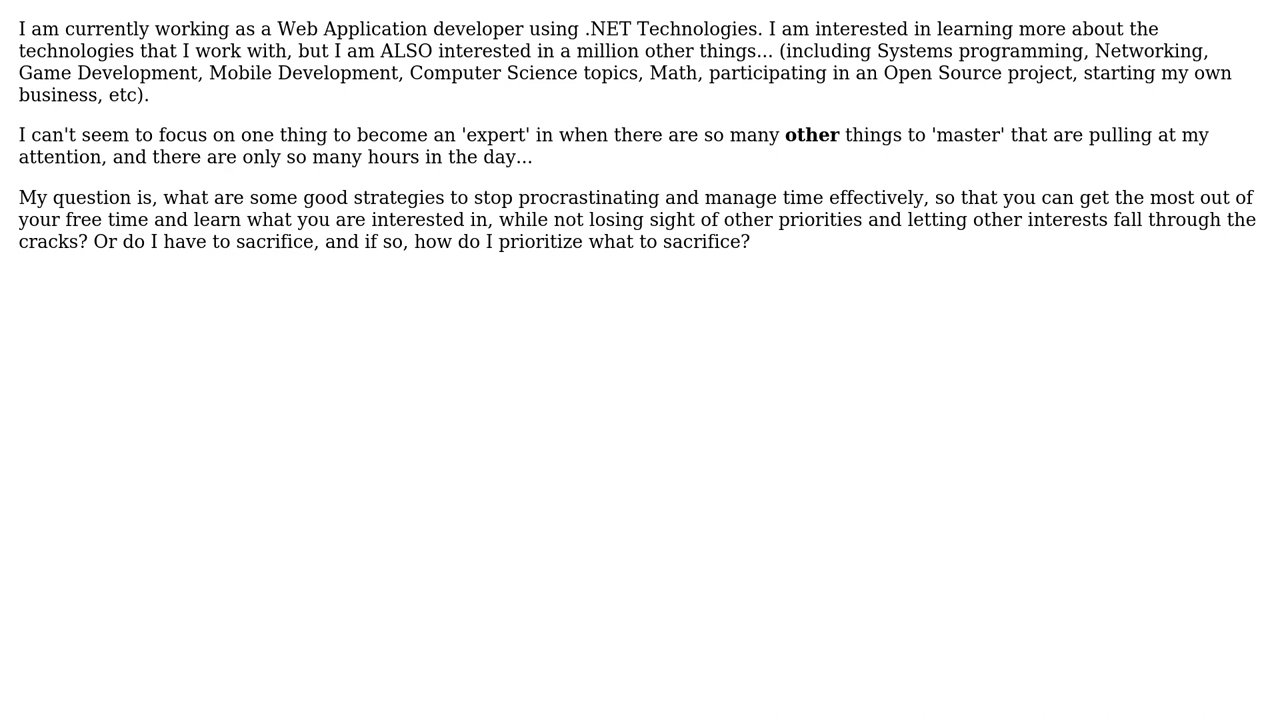 I am currently working as a Web Application developer using .NET Technologies. I am interested in learning more about the
technologies that I work with, but I am ALSO interested in a million other things... (including Systems programming, Networking,
Game Development, Mobile Development, Computer Science topics, Math, participating in an Open Source project, starting my own
business, etc).
I can't seem to focus on one thing to become an 'expert' in when there are so many other things to 'master' that are pulling at my
attention, and there are only so many hours in the day...
My question is, what are some good strategies to stop procrastinating and manage time effectively, so that you can get the most out of
your free time and learn what you are interested in, while not losing sight of other priorities and letting other interests fall through the
cracks? Or do I have to sacrifice, and if so, how do I prioritize what to sacrifice?